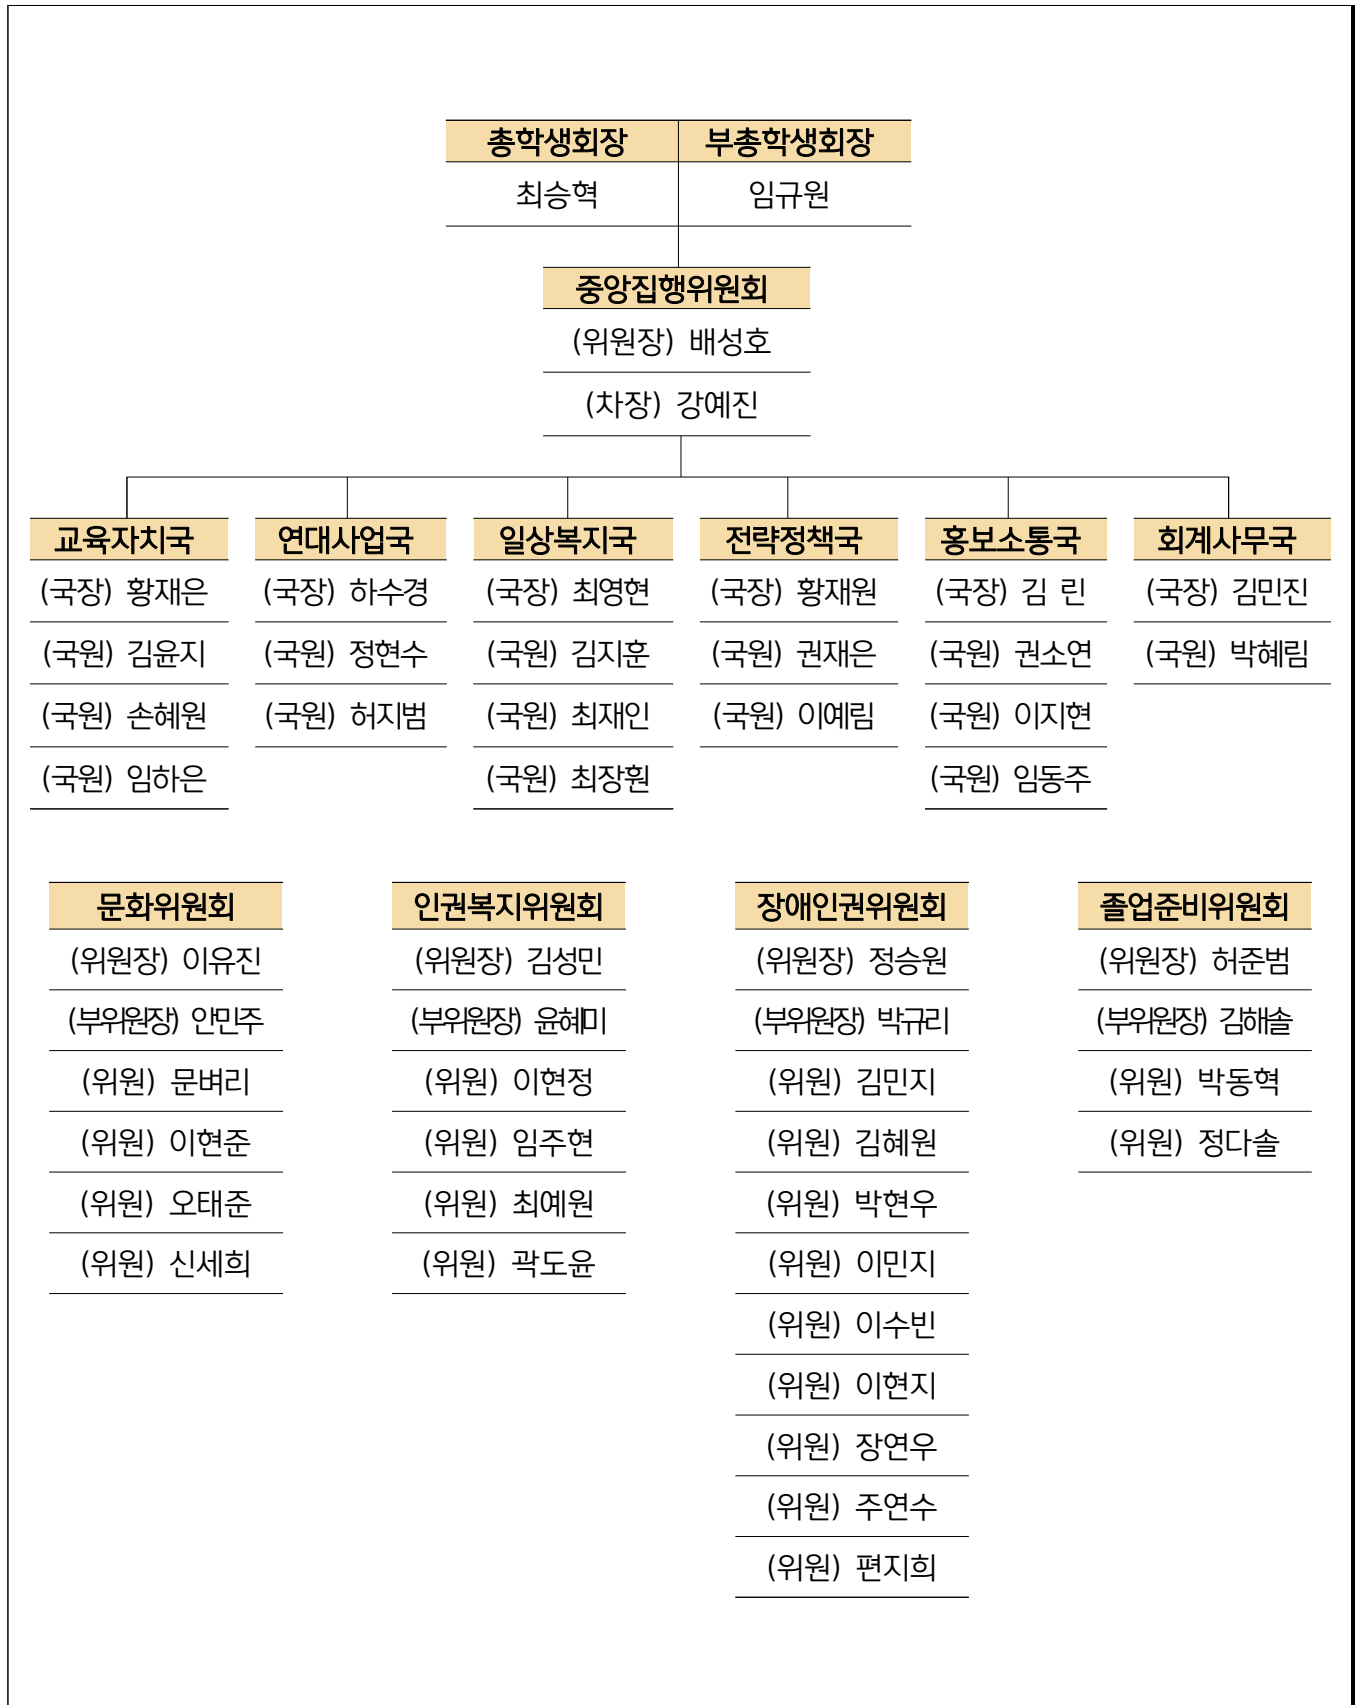 총학생회장 부총학생회장
최승혁 임규원
중앙집행위원회
(위원장) 배성호
(차장) 강예진
교육자치국 연대사업국 일상복지국 전략정책국 홍보소통국 회계사무국
(국장) 황재은 (국장) 하수경 (국장) 최영현 (국장) 황재원 (국장) 김 린 (국장) 김민진
(국원) 김윤지 (국원) 정현수 (국원) 김지훈 (국원) 권재은 (국원) 권소연 (국원) 박혜림
(국원) 손혜원 (국원) 허지범 (국원) 최재인 (국원) 이예림 (국원) 이지현
(국원) 임하은 (국원) 최장훤 (국원) 임동주
문화위원회 인권복지위원회 장애인권위원회 졸업준비위원회
(위원장) 이유진 (위원장) 김성민 (위원장) 정승원 (위원장) 허준범
(부위원장) 안민주 (부위원장) 윤혜미 (부위원장) 박규리 (부위원장) 김해솔
(위원) 문벼리 (위원) 이현정 (위원) 김민지 (위원) 박동혁
(위원) 이현준 (위원) 임주현 (위원) 김혜원 (위원) 정다솔
(위원) 오태준 (위원) 최예원 (위원) 박현우
(위원) 신세희 (위원) 곽도윤 (위원) 이민지
(위원) 이수빈
(위원) 이현지
(위원) 장연우
(위원) 주연수
(위원) 편지희